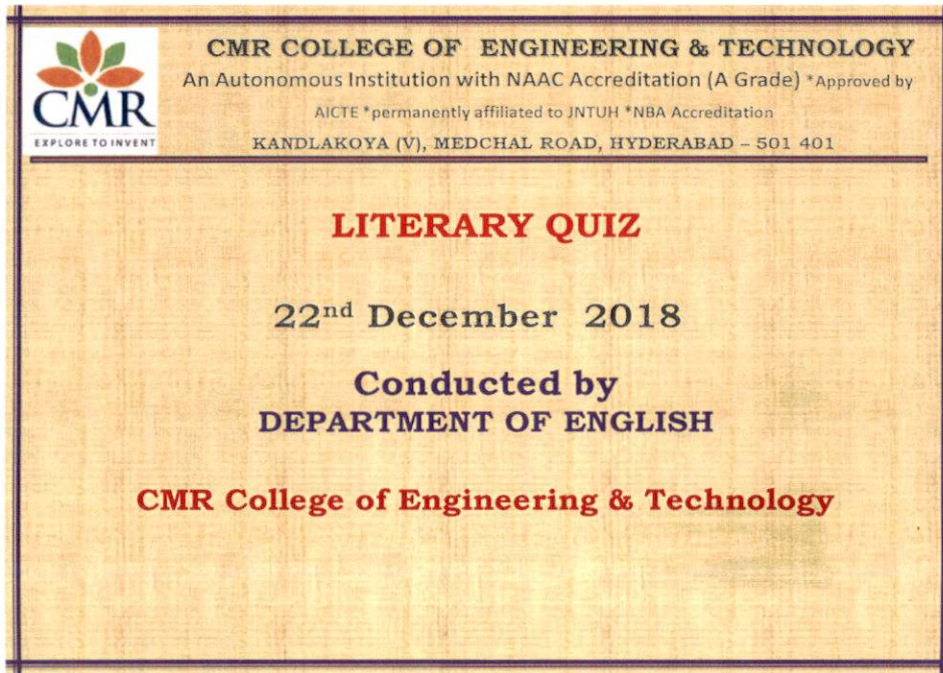 CMR COLLEGE OF ENGINEERING & TECHNOLOGY
An Autonomous Institution with NAAC Accreditation (A Grade) *Approved by
AICTE *permanently affiliated to JNTUH *NBA Accreditation
KANDLAKOYA (V), MEDCHAL ROAD, HYDERABAD – 501 401
CMR
EXPLORE TO INVENT
LITERARY QUIZ
22nd December 2018
Conducted by
DEPARTMENT OF ENGLISH
CMR College of Engineering & Technology